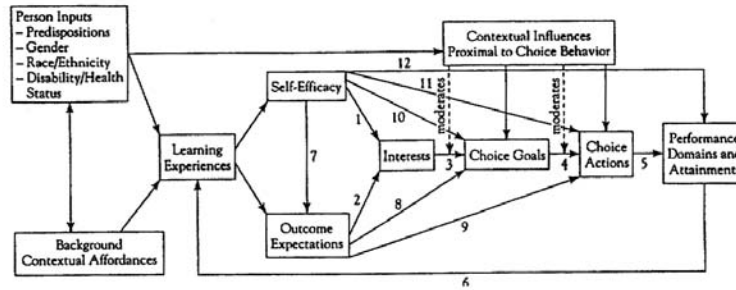 Person Inputs
– Predispositions
– Gender
– Race/Ethnicity
– Disability/Health
Status
Contextual Influences
Proximal to Choice Behavior
12
Self-Efficacy
11
moderates
moderates
1
10
7
Learning
Experiences
Interests
3
Choice Goals
4
Choice
Actions
5
Performance
Domains and
Attainment
2
8
9
Outcome
Expectations
Background
Contextual Affordances
6